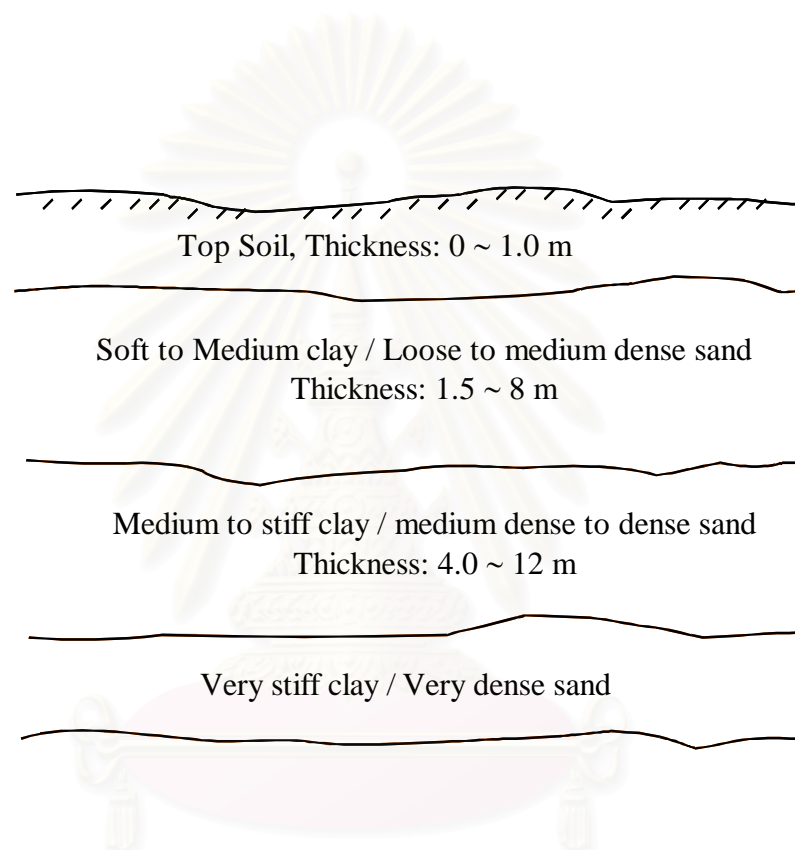 Top Soil, Thickness: 0 ~ 1.0 m
Soft to Medium clay / Loose to medium dense sand
Thickness: 1.5 ~ 8 m
Medium to stiff clay / medium dense to dense sand
Thickness: 4.0 ~ 12 m
Very stiff clay / Very dense sand